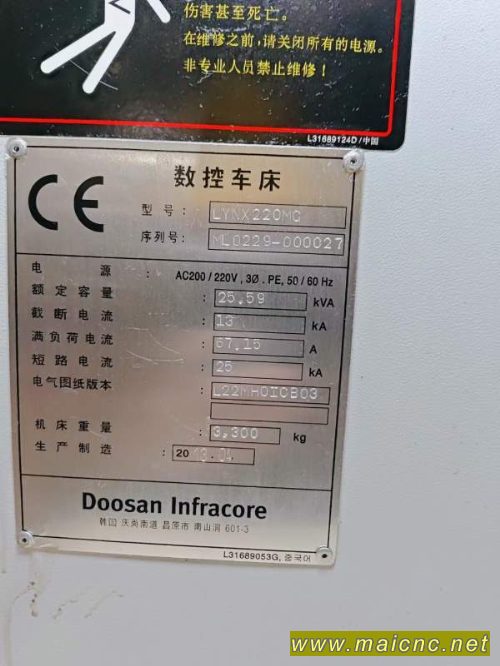 伤害甚至死亡。
在维修之前,请关闭所有的电源。
非专业人员禁止维修!
L31689124D/中国
CE
数控车床
型号: LYNX220MC
序列号: ML0229-000027
电 源 : AC200 / 220V , 3Ø . PE, 50 / 60 Hz
额定容量 : 25.59 kVA
截断电流 : 13 kA
满负荷电流 : 67.15 A
短路电流 : 25 kA
电气图纸版本 : L22MH0ICB03
机床重量 : 3,300 kg
生产制造 : 20
Doosan Infracore
韩国 庆尚南道 昌原市 南山洞 601-3
L31689053G, 중국어
www.maicnc.net